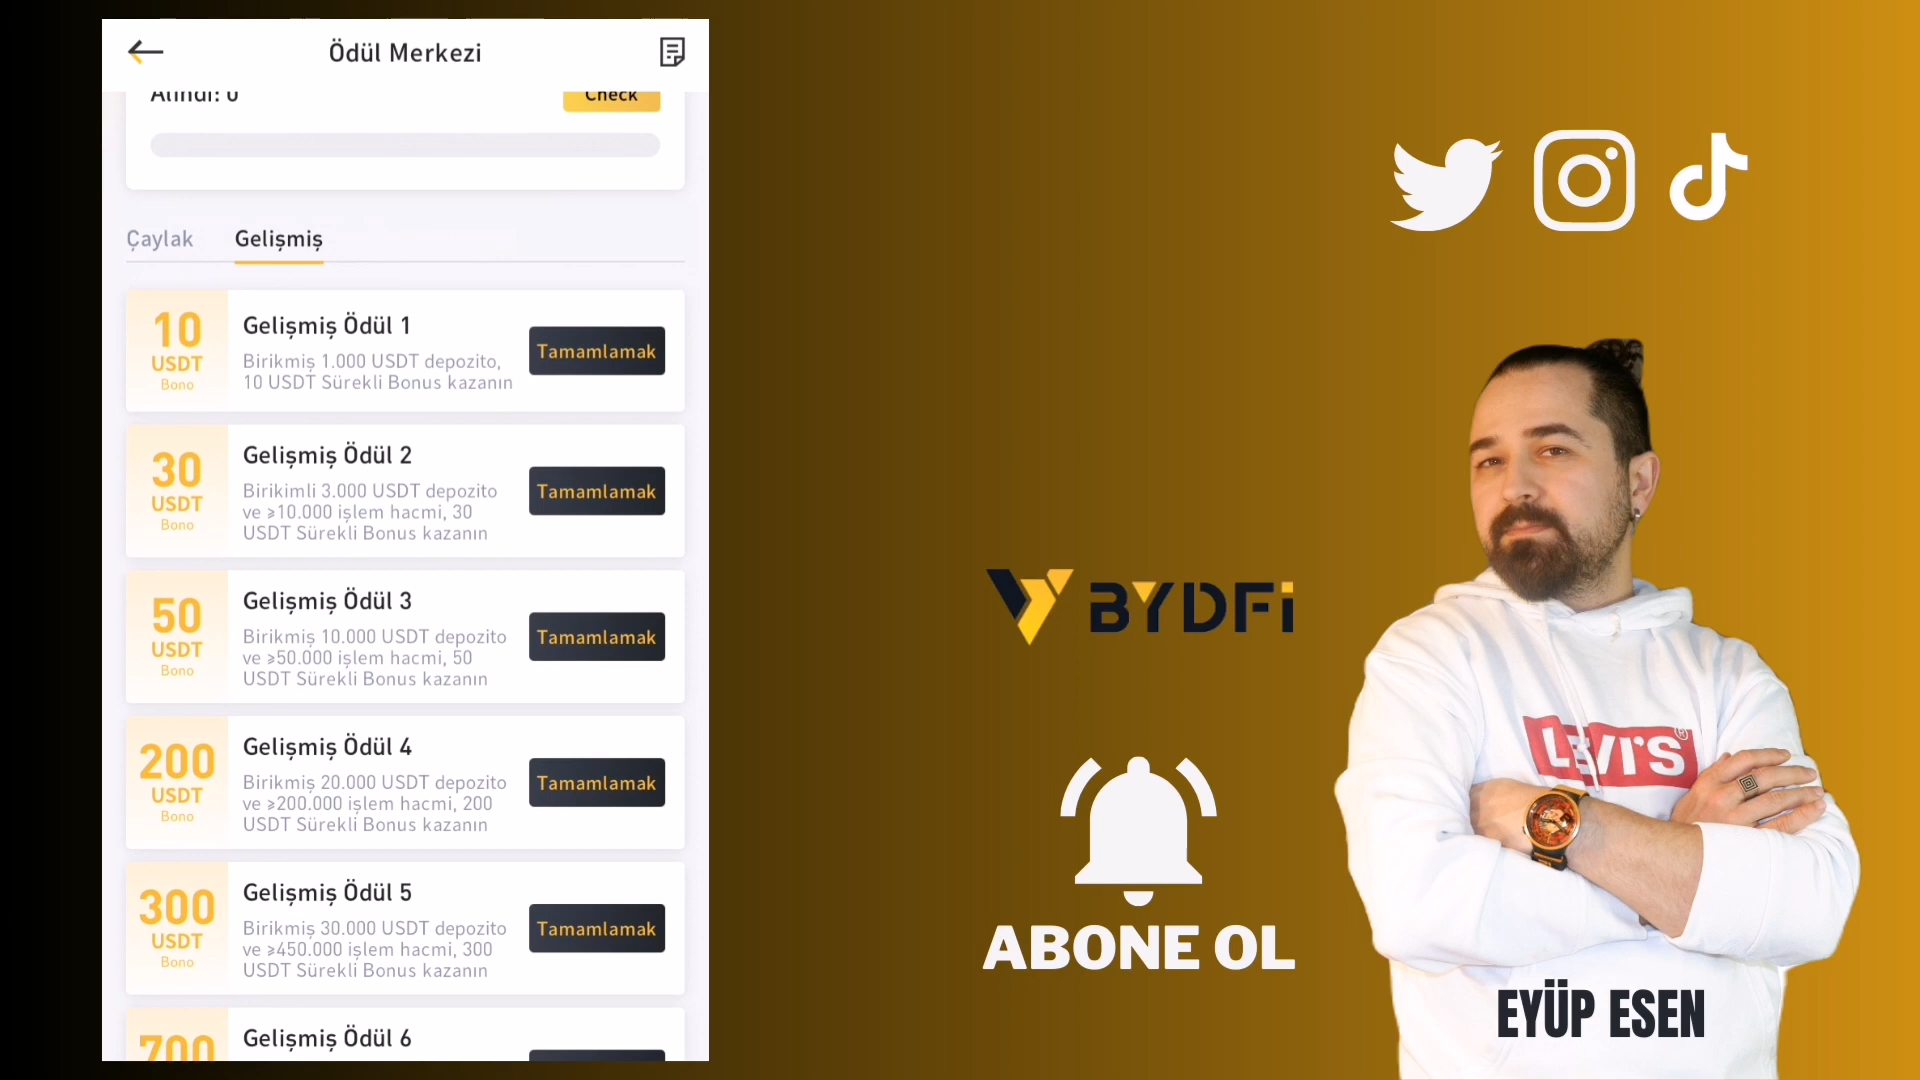 Ödül Merkezi
Alındı: 0
Check
Çaylak
Gelişmiş
10
USDT
Bono
Gelişmiş Ödül 1
Birikmiş 1.000 USDT depozito,
10 USDT Sürekli Bonus kazanın
Tamamlamak
30
USDT
Bono
Gelişmiş Ödül 2
Birikimli 3.000 USDT depozito
ve ≥10.000 işlem hacmi, 30
USDT Sürekli Bonus kazanın
Tamamlamak
50
USDT
Bono
Gelişmiş Ödül 3
Birikmiş 10.000 USDT depozito
ve ≥50.000 işlem hacmi, 50
USDT Sürekli Bonus kazanın
Tamamlamak
200
USDT
Bono
Gelişmiş Ödül 4
Birikmiş 20.000 USDT depozito
ve ≥200.000 işlem hacmi, 200
USDT Sürekli Bonus kazanın
Tamamlamak
300
USDT
Bono
Gelişmiş Ödül 5
Birikmiş 30.000 USDT depozito
ve ≥450.000 işlem hacmi, 300
USDT Sürekli Bonus kazanın
Tamamlamak
700
Gelişmiş Ödül 6
BYDFi
ABONE OL
LEVI'S®
EYÜP ESEN